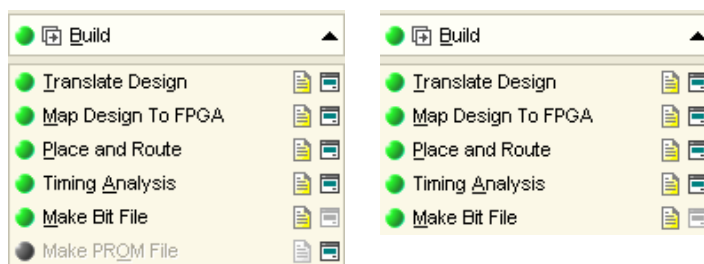 Build
Translate Design
Map Design To FPGA
Place and Route
Timing Analysis
Make Bit File
Make PROM File
Build
Translate Design
Map Design To FPGA
Place and Route
Timing Analysis
Make Bit File